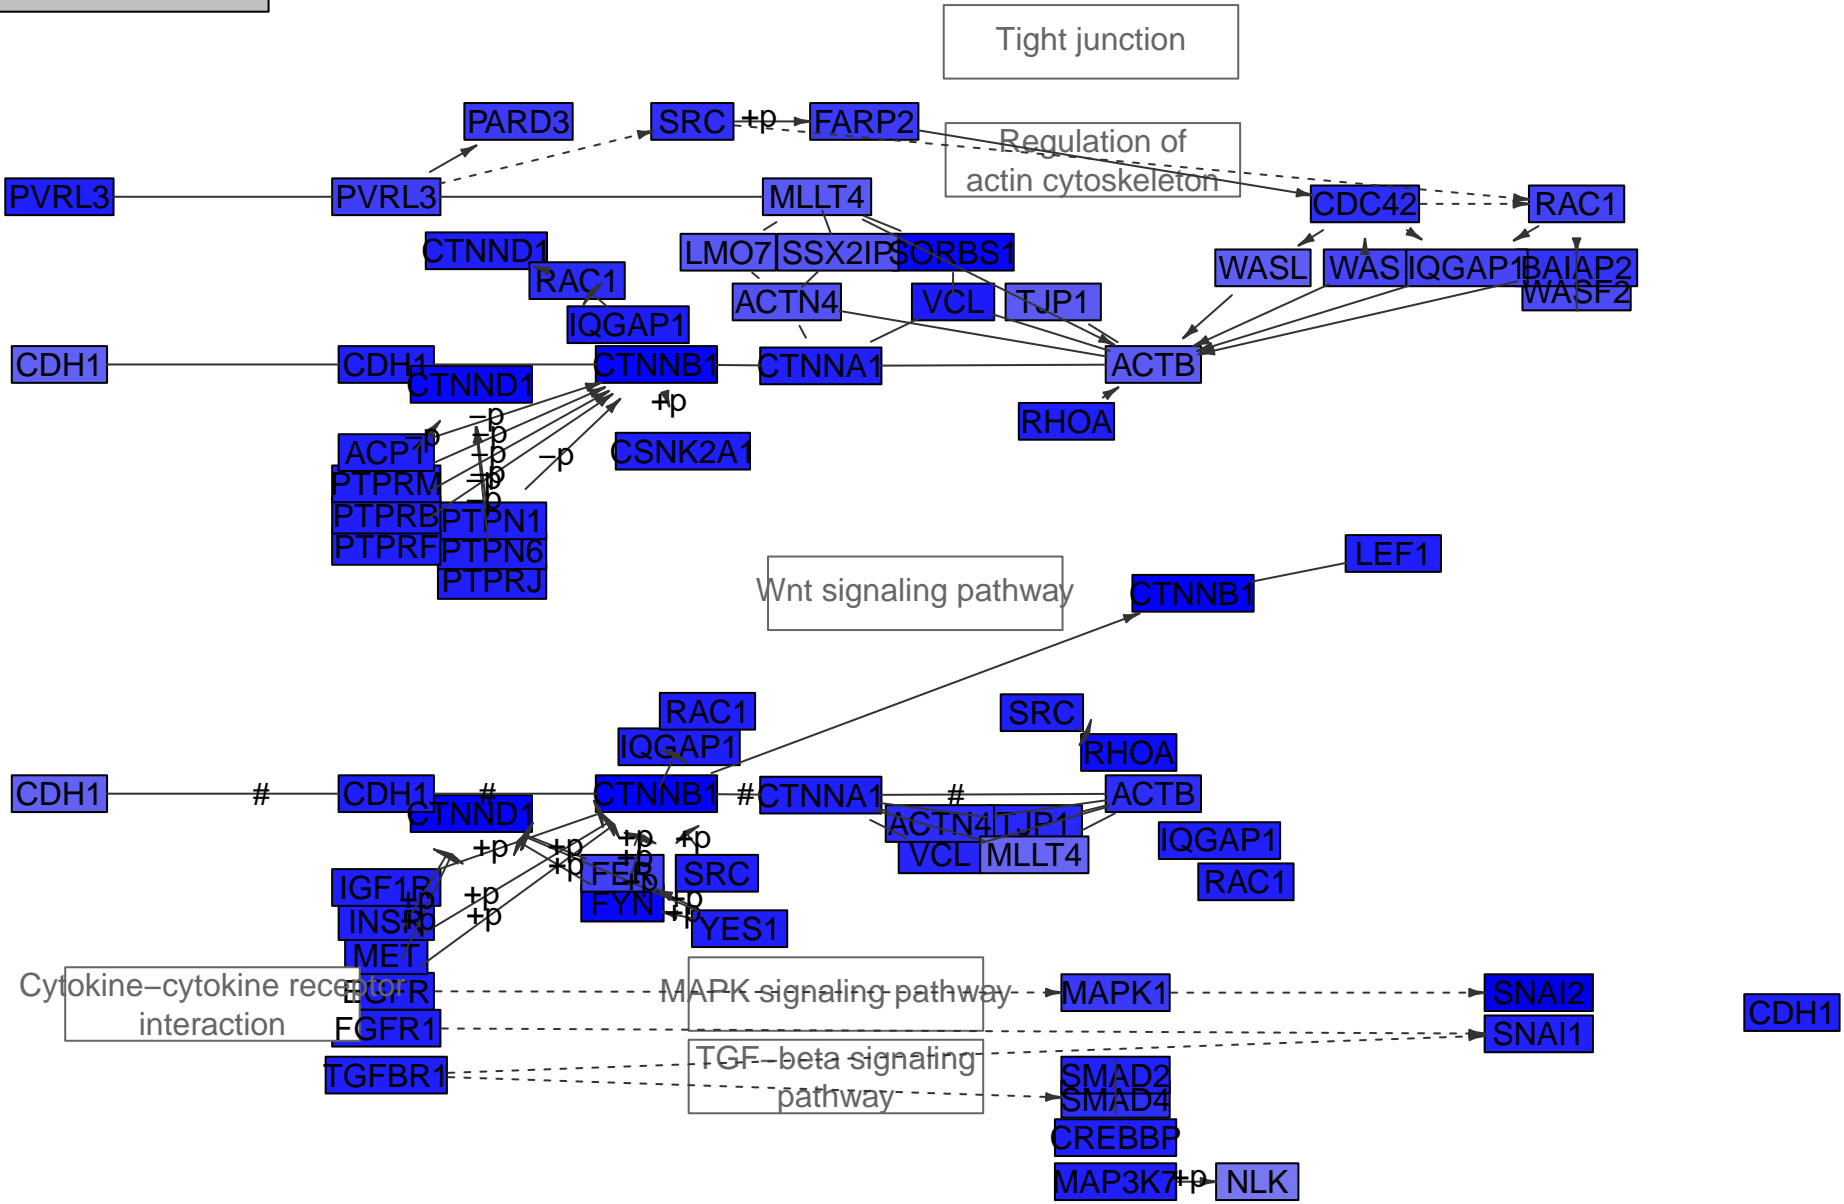 Tight junction
PARD3
SRC
+p
FARP2
Regulation of
actin cytoskeleton
PVRL3
PVRL3
MLLT4
CDC42
RAC1
CTNND1
LMO7
SSX2IP
SORBS1
WASL
WAS
IQGAP1
BAIAP2
RAC1
WASF2
ACTN4
VCL
TJP1
IQGAP1
CDH1
CDH1
CTNNB1
CTNNA1
ACTB
CTNND1
+p
RHOA
−p
−p
−p
ACP1
−p
−p
CSNK2A1
−p
−p
PTPRM
−p
PTPRB
PTPN1
PTPRF
PTPN6
LEF1
PTPRJ
Wnt signaling pathway
CTNNB1
RAC1
SRC
IQGAP1
RHOA
CDH1
#
CDH1
#
CTNNB1
#
CTNNA1
#
ACTB
CTNND1
ACTN4
TJP1
+p
+p
+p
+p
IQGAP1
+p
+p
VCL
MLLT4
FER
SRC
RAC1
IGF1R
+p
+p
+p
+p
FYN
+p
INSR
+p
+p
YES1
MET
Cytokine−cytokine receptor
interaction
EGFR
MAPK signaling pathway
MAPK1
SNAI2
CDH1
FGFR1
SNAI1
TGF−beta signaling
pathway
TGFBR1
SMAD2
SMAD4
CREBBP
MAP3K7
+p
NLK